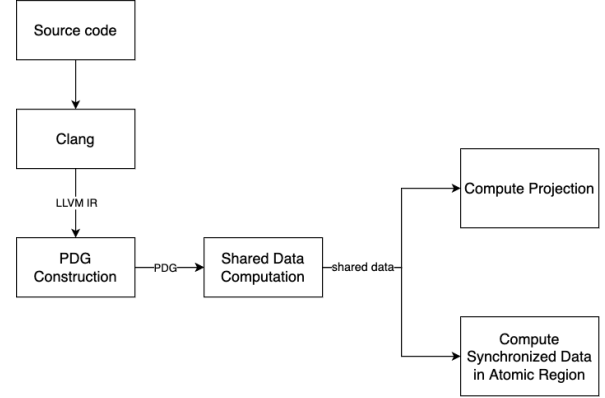 Source code
Clang
LLVM IR
PDG
Construction
PDG
Shared Data
Computation
shared data
Compute Projection
Compute
Synchronized Data
in Atomic Region